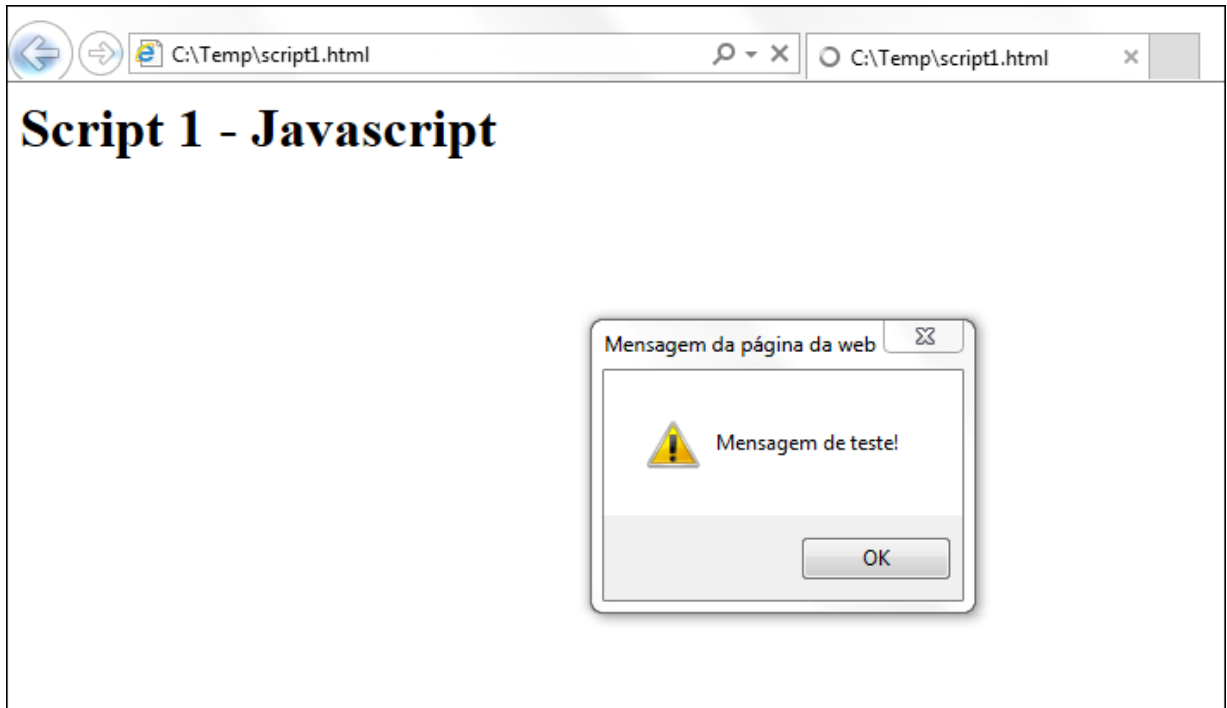 C:\Temp\script1.html
C:\Temp\script1.html
Script 1 - Javascript
Mensagem da página da web
Mensagem de teste!
OK